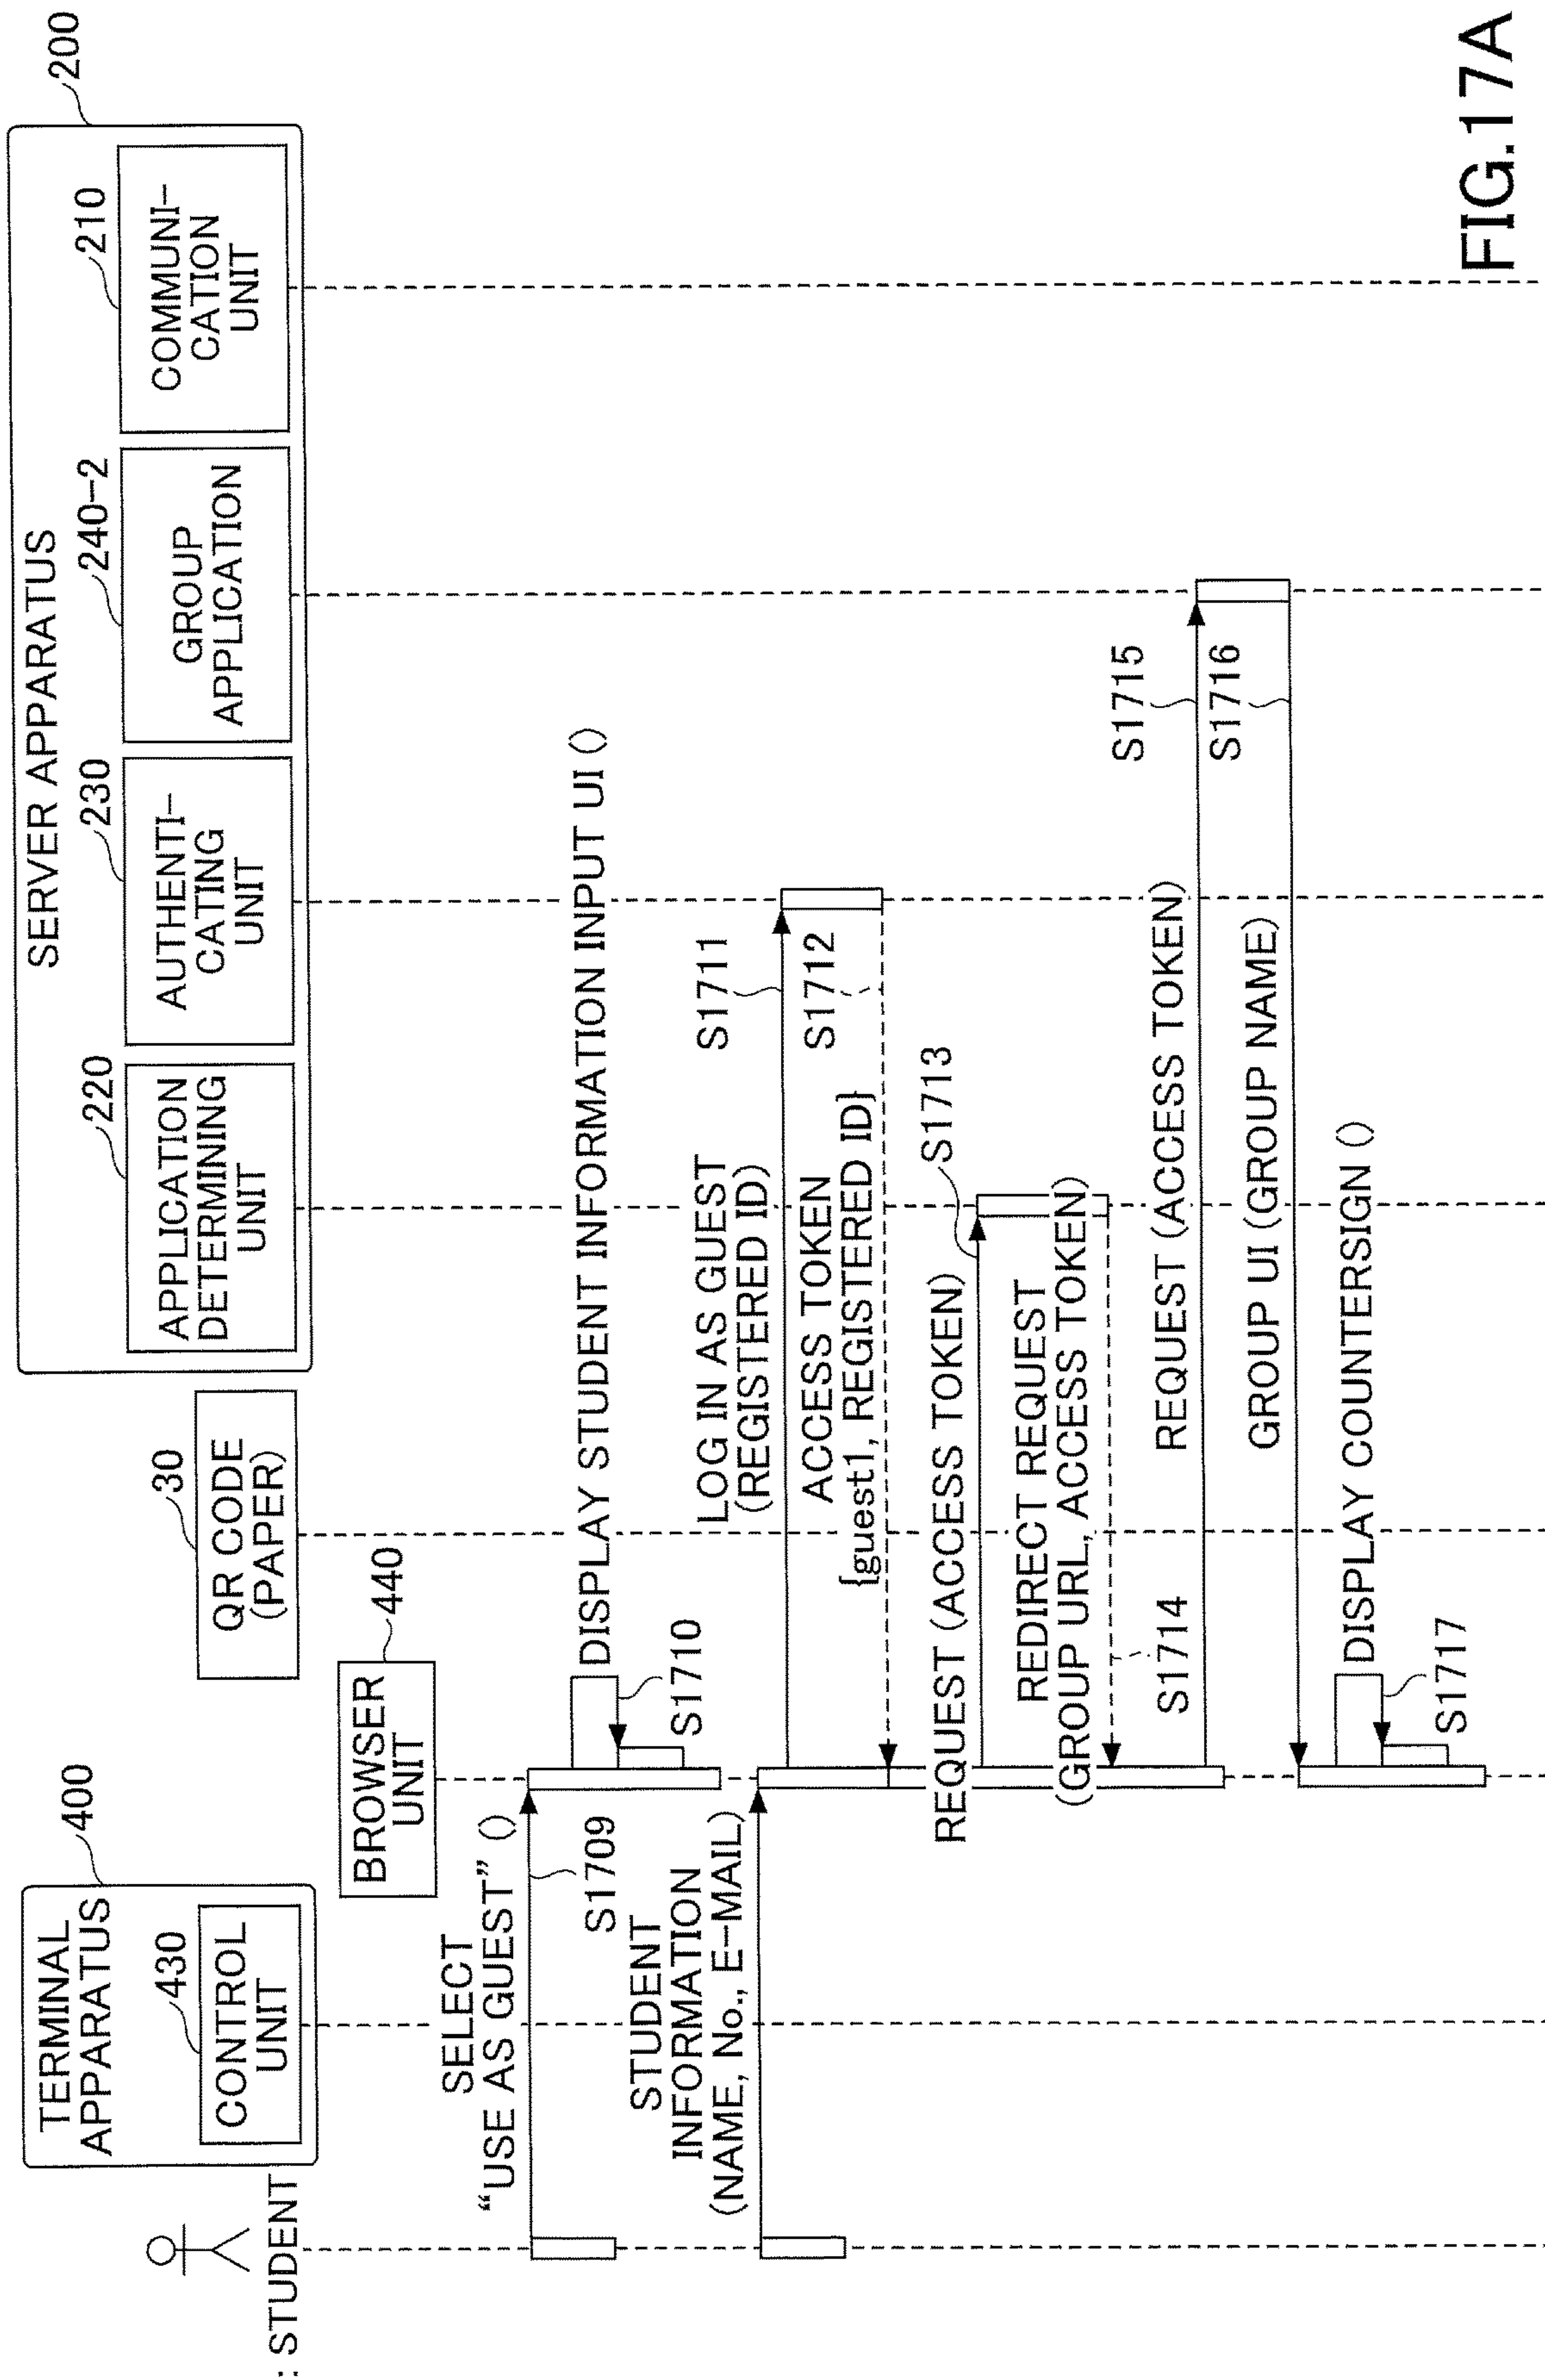 : STUDENT
TERMINAL
APPARATUS
400
430
CONTROL
UNIT
440
BROWSER
UNIT
30
QR CODE
(PAPER)
SERVER APPARATUS
200
220
APPLICATION
DETERMINING
UNIT
230
AUTHENTI-
CATING
UNIT
240-2
GROUP
APPLICATION
210
COMMUNI-
CATION
UNIT
SELECT
“USE AS GUEST” ()
S1709
DISPLAY STUDENT INFORMATION INPUT UI ()
S1710
STUDENT
INFORMATION
(NAME, No., E-MAIL)
LOG IN AS GUEST
(REGISTERED ID)
S1711
ACCESS TOKEN
{guest1, REGISTERED ID}
S1712
REQUEST (ACCESS TOKEN)
S1713
REDIRECT REQUEST
(GROUP URL, ACCESS TOKEN)
S1714
REQUEST (ACCESS TOKEN)
S1715
GROUP UI (GROUP NAME)
S1716
DISPLAY COUNTERSIGN ()
S1717
FIG.17A